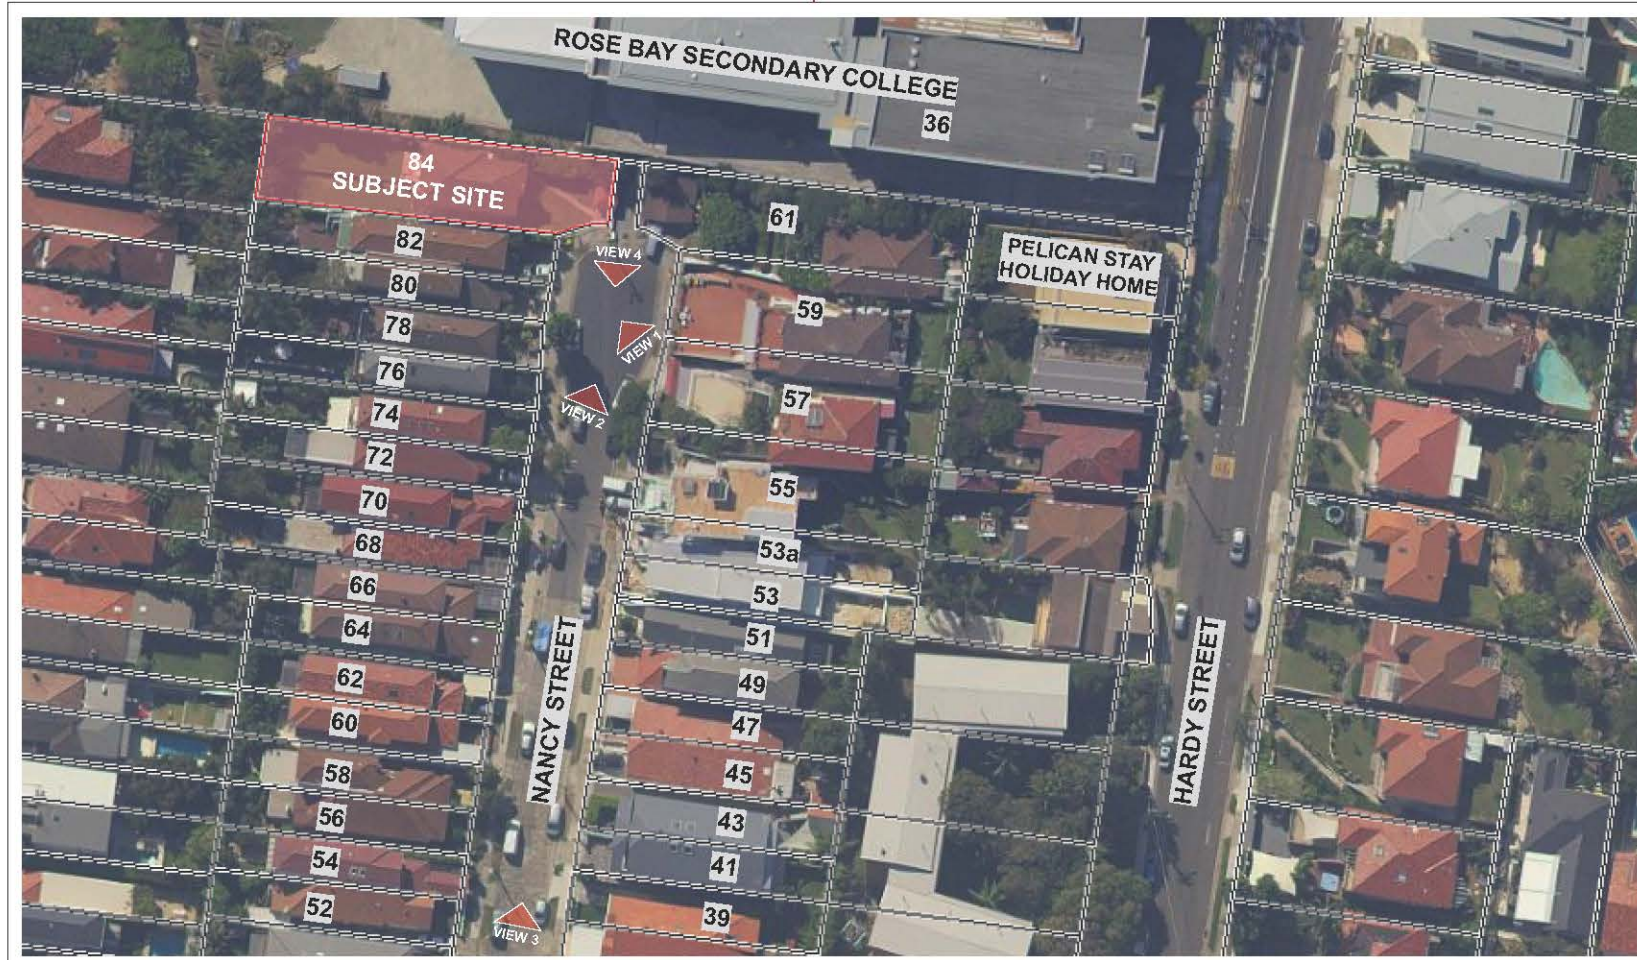 ROSE BAY SECONDARY COLLEGE
36
84
SUBJECT SITE
61
82
VIEW 4
PELICAN STAY
HOLIDAY HOME
80
59
78
VIEW 1
76
57
74
VIEW 2
72
55
70
68
53a
66
53
64
51
62
49
60
47
58
45
56
43
54
41
52
39
VIEW 3
NANCY STREET
HARDY STREET